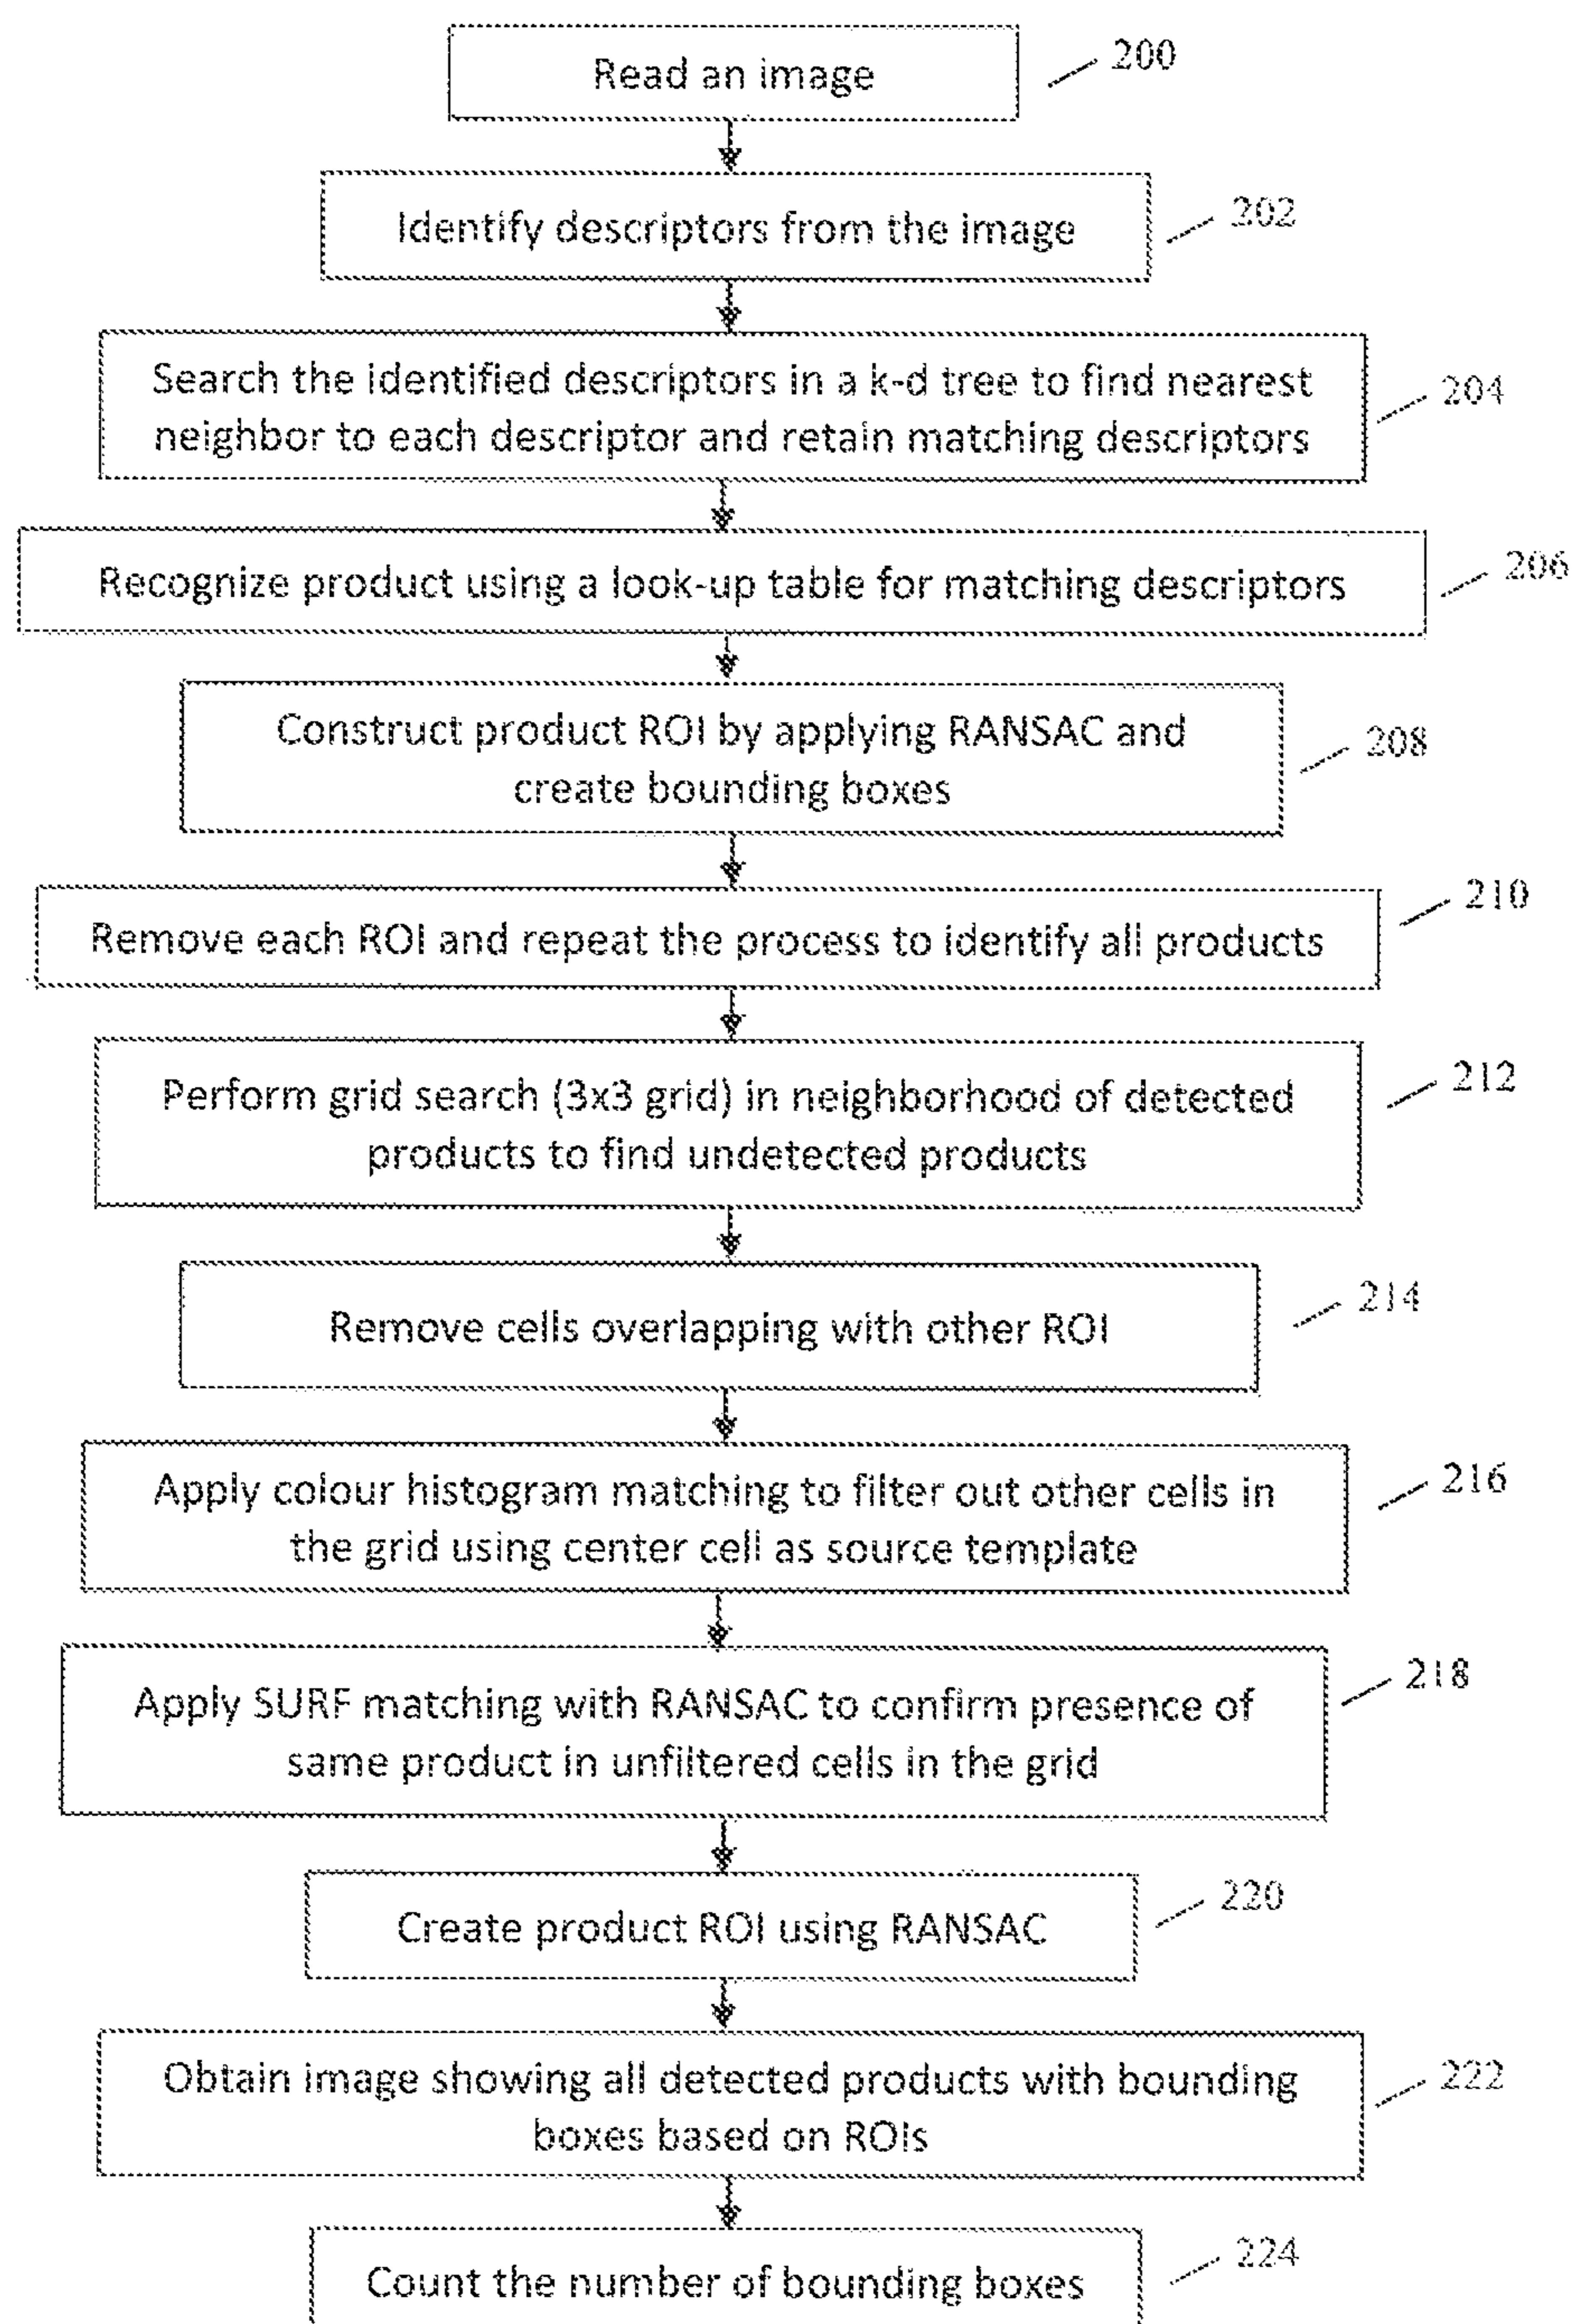 Read an image
200
Identify descriptors from the image
202
Search the identified descriptors in a k-d tree to find nearest
neighbor to each descriptor and retain matching descriptors
204
Recognize product using a look-up table for matching descriptors
206
Construct product ROI by applying RANSAC and
create bounding boxes
208
Remove each ROI and repeat the process to identify all products
210
Perform grid search (3x3 grid) in neighborhood of detected
products to find undetected products
212
Remove cells overlapping with other ROI
214
Apply colour histogram matching to filter out other cells in
the grid using center cell as source template
216
Apply SURF matching with RANSAC to confirm presence of
same product in unfiltered cells in the grid
218
Create product ROI using RANSAC
220
Obtain image showing all detected products with bounding
boxes based on ROIs
222
Count the number of bounding boxes
224